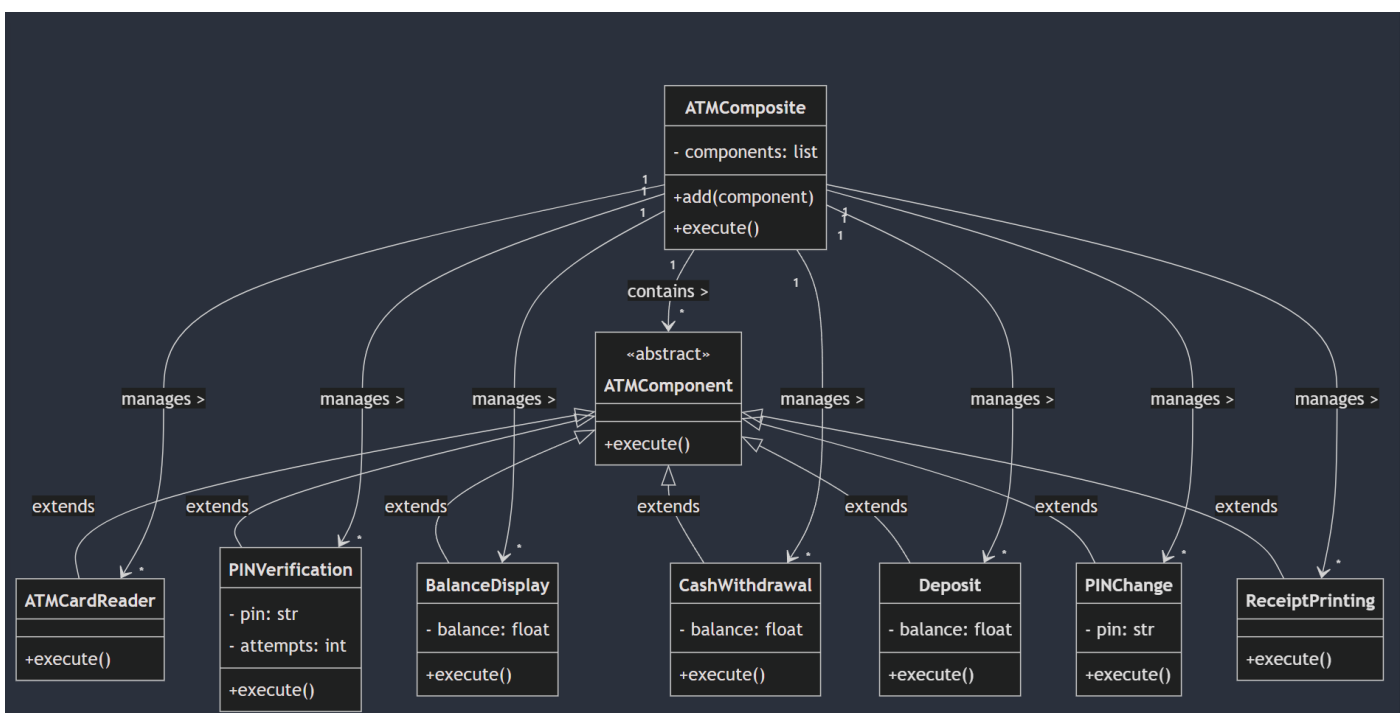 ATMComposite
- components: list
+add(component)
+execute()
1
1
1
1
1
1
1
1
contains >
*
«abstract»
ATMComponent
+execute()
manages >
manages >
manages >
manages >
manages >
manages >
manages >
extends
extends
extends
extends
extends
extends
extends
*
*
*
*
*
*
*
ATMCardReader
+execute()
PINVerification
- pin: str
- attempts: int
+execute()
BalanceDisplay
- balance: float
+execute()
CashWithdrawal
- balance: float
+execute()
Deposit
- balance: float
+execute()
PINChange
- pin: str
+execute()
ReceiptPrinting
+execute()